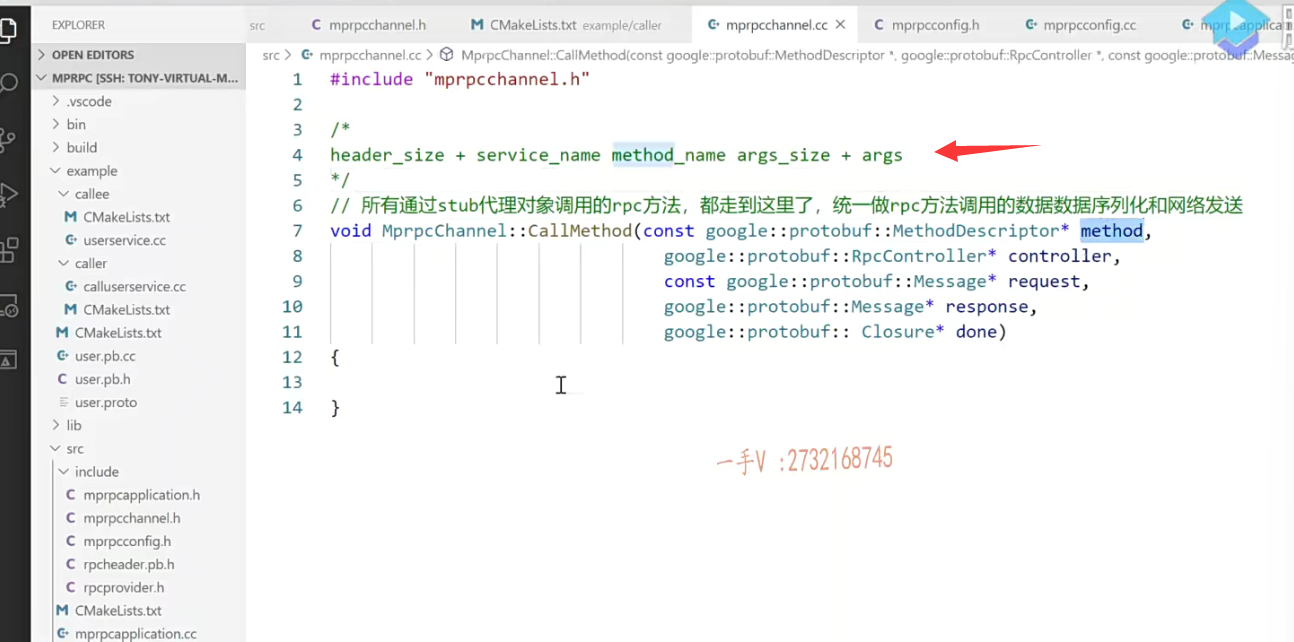 EXPLORER
src
C mprpcchannel.h
M CMakeLists.txt example/caller
mprpcchannel.cc
C mprpcconfig.h
mprpcconfig.cc
OPEN EDITORS
src > mprpcchannel.cc > MprpcChannel::CallMethod(const google::protobuf::MethodDescriptor *, google::protobuf::RpcController *, const google::protobuf::Messa
MPRPC [SSH: TONY-VIRTUAL-M...
.vscode
bin
build
example
callee
M CMakeLists.txt
userservice.cc
caller
calluserservice.cc
M CMakeLists.txt
M CMakeLists.txt
user.pb.cc
C user.pb.h
user.proto
lib
src
include
C mprpcapplication.h
C mprpcchannel.h
C mprpcconfig.h
C rpcheader.pb.h
C rpcprovider.h
M CMakeLists.txt
mprpcapplication.cc
1 #include "mprpcchannel.h"
2
3 /*
4 header_size + service_name method_name args_size + args
5 */
6 // 所有通过stub代理对象调用的rpc方法，都走到这里了，统一做rpc方法调用的数据数据序列化和网络发送
7 void MprpcChannel::CallMethod(const google::protobuf::MethodDescriptor* method,
8 google::protobuf::RpcController* controller,
9 const google::protobuf::Message* request,
10 google::protobuf::Message* response,
11 google::protobuf:: Closure* done)
12 {
13
14 }
一手V :2732168745